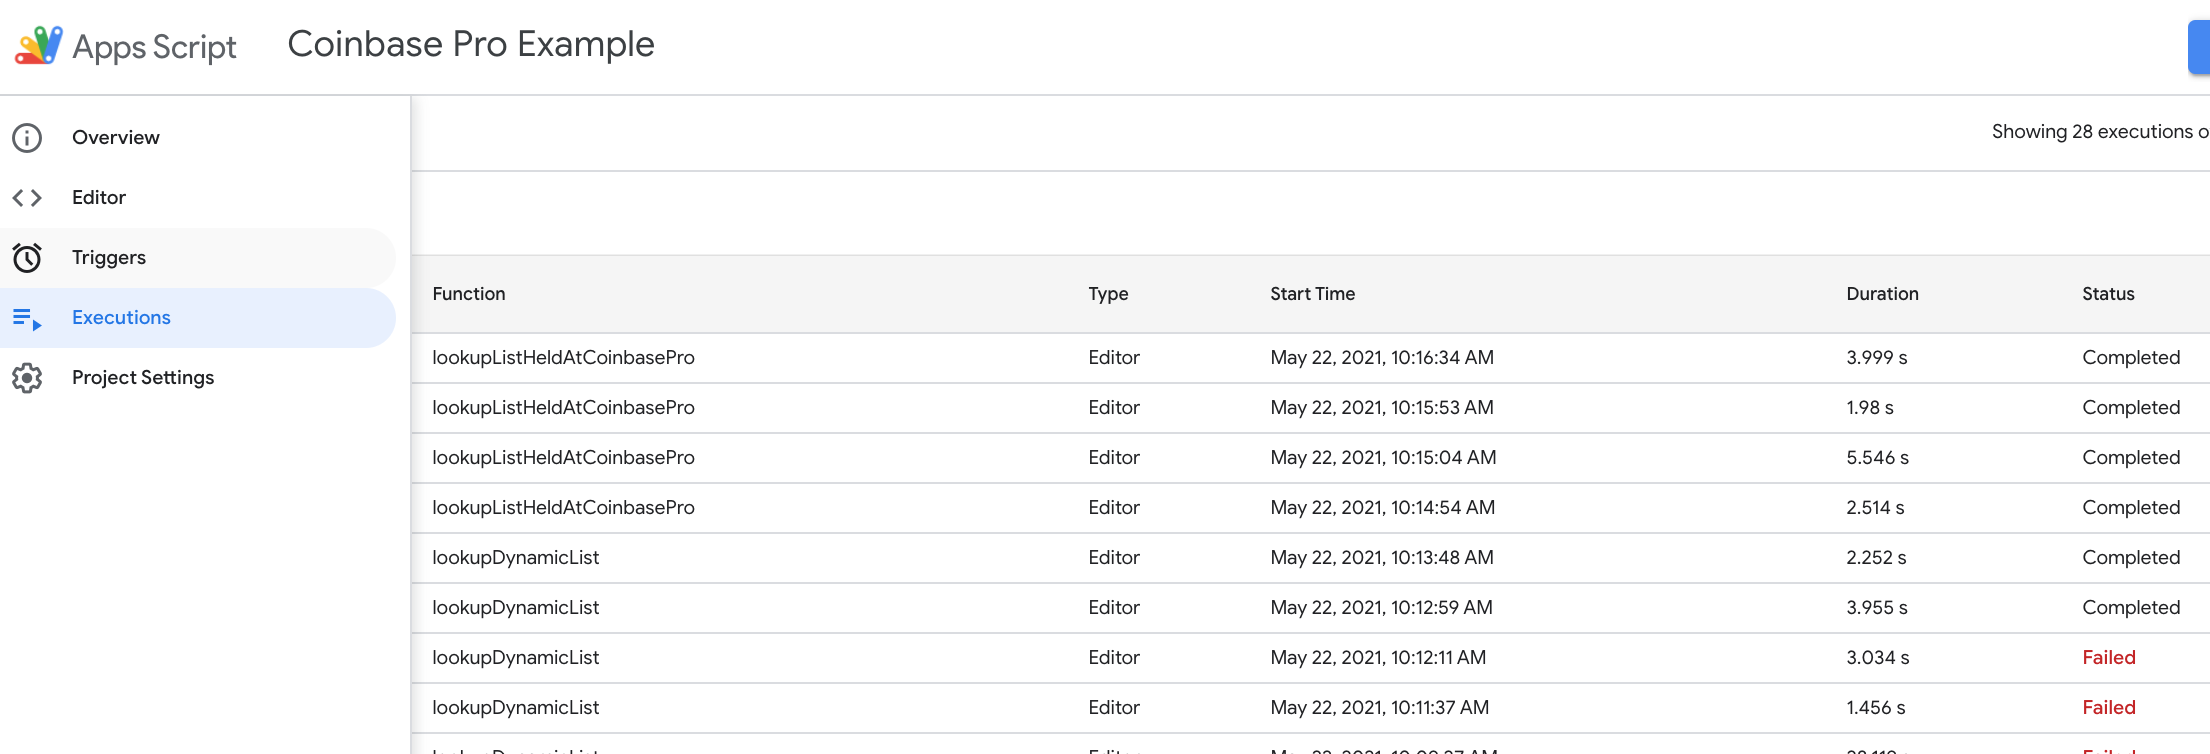 Apps Script
Coinbase Pro Example
Overview
Editor
Triggers
Executions
Project Settings
Showing 28 executions o
Function Type Start Time Duration Status
lookupListHeldAtCoinbasePro Editor May 22, 2021, 10:16:34 AM 3.999 s Completed
lookupListHeldAtCoinbasePro Editor May 22, 2021, 10:15:53 AM 1.98 s Completed
lookupListHeldAtCoinbasePro Editor May 22, 2021, 10:15:04 AM 5.546 s Completed
lookupListHeldAtCoinbasePro Editor May 22, 2021, 10:14:54 AM 2.514 s Completed
lookupDynamicList Editor May 22, 2021, 10:13:48 AM 2.252 s Completed
lookupDynamicList Editor May 22, 2021, 10:12:59 AM 3.955 s Completed
lookupDynamicList Editor May 22, 2021, 10:12:11 AM 3.034 s Failed
lookupDynamicList Editor May 22, 2021, 10:11:37 AM 1.456 s Failed